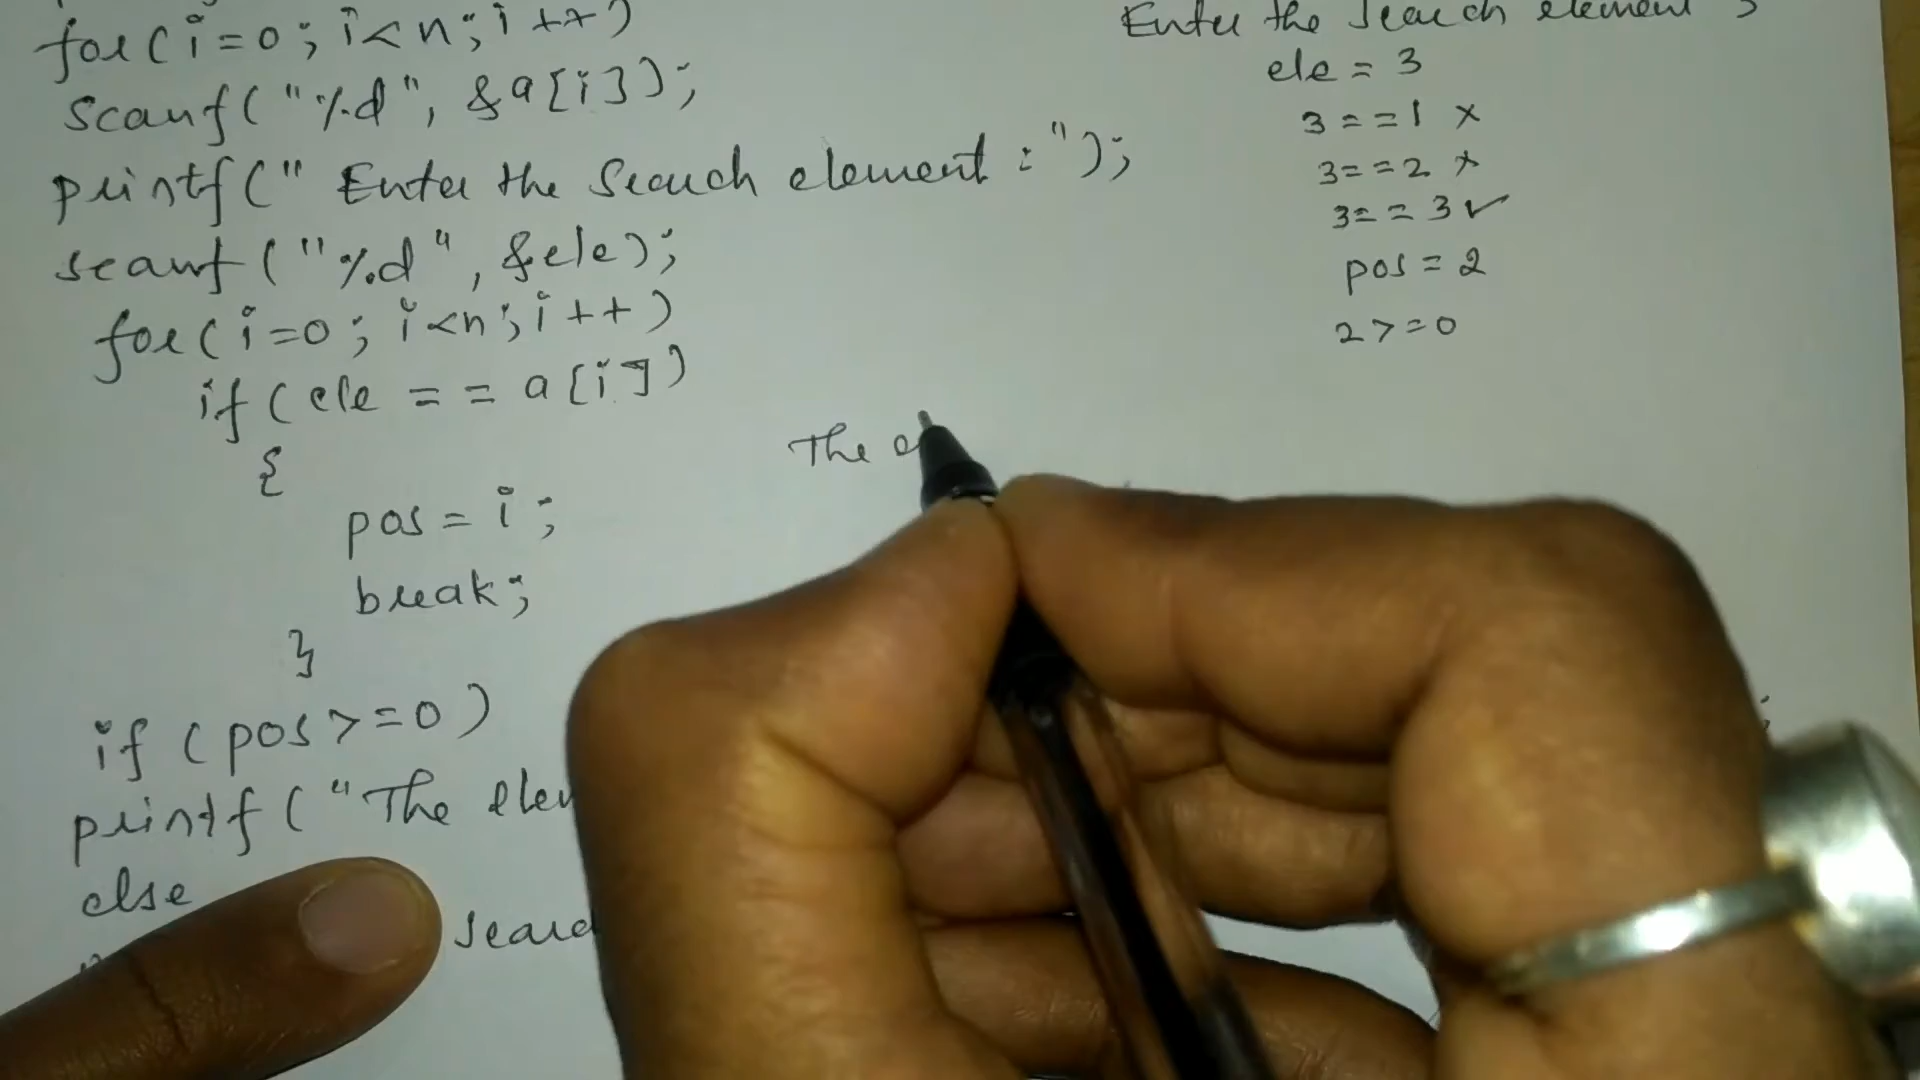 for(i=0; i<n; i++)
scanf("%d", &a[i]);
printf(" Enter the Search element : ");
scanf("%d", &ele);
for(i=0; i<n; i++)
if(ele == a[i])
{
pos = i;
break;
}
if (pos>=0)
printf("The
else
Enter the search element
ele = 3
3==1 x
3==2 x
3==3 ✓
pos = 2
2>=0
The